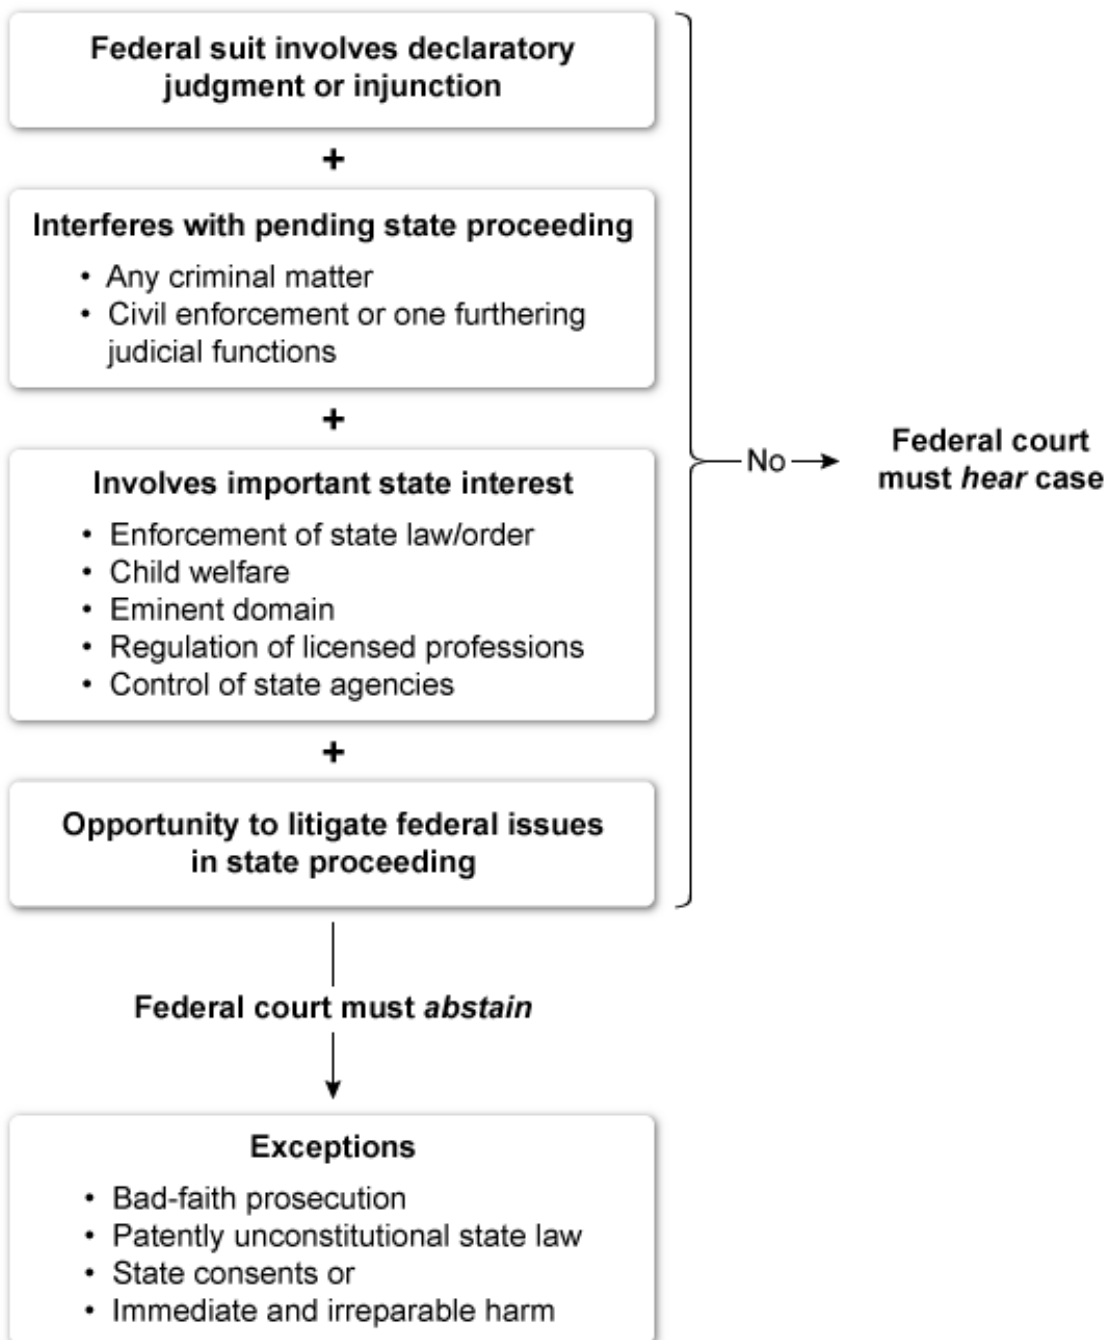 Federal suit involves declaratory
judgment or injunction
+
Interferes with pending state proceeding
• Any criminal matter
• Civil enforcement or one furthering
judicial functions
+
Involves important state interest
• Enforcement of state law/order
• Child welfare
• Eminent domain
• Regulation of licensed professions
• Control of state agencies
+
Opportunity to litigate federal issues
in state proceeding
No
Federal court
must hear case
Federal court must abstain
Exceptions
• Bad-faith prosecution
• Patently unconstitutional state law
• State consents or
• Immediate and irreparable harm